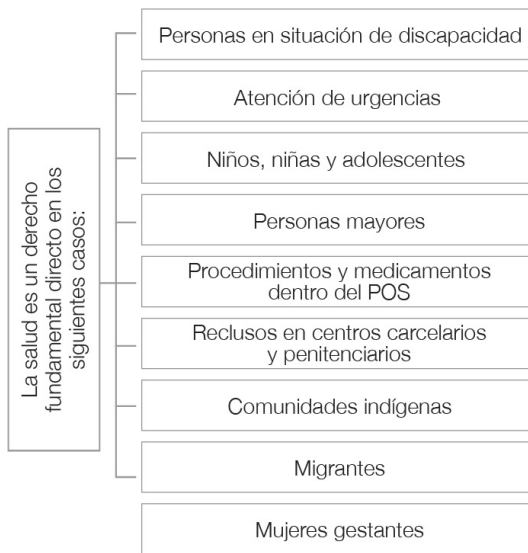 La salud es un derecho
fundamental directo en los
siguientes casos:
Personas en situación de discapacidad
Atención de urgencias
Niños, niñas y adolescentes
Personas mayores
Procedimientos y medicamentos
dentro del POS
Reclusos en centros carcelarios
y penitenciarios
Comunidades indígenas
Migrantes
Mujeres gestantes